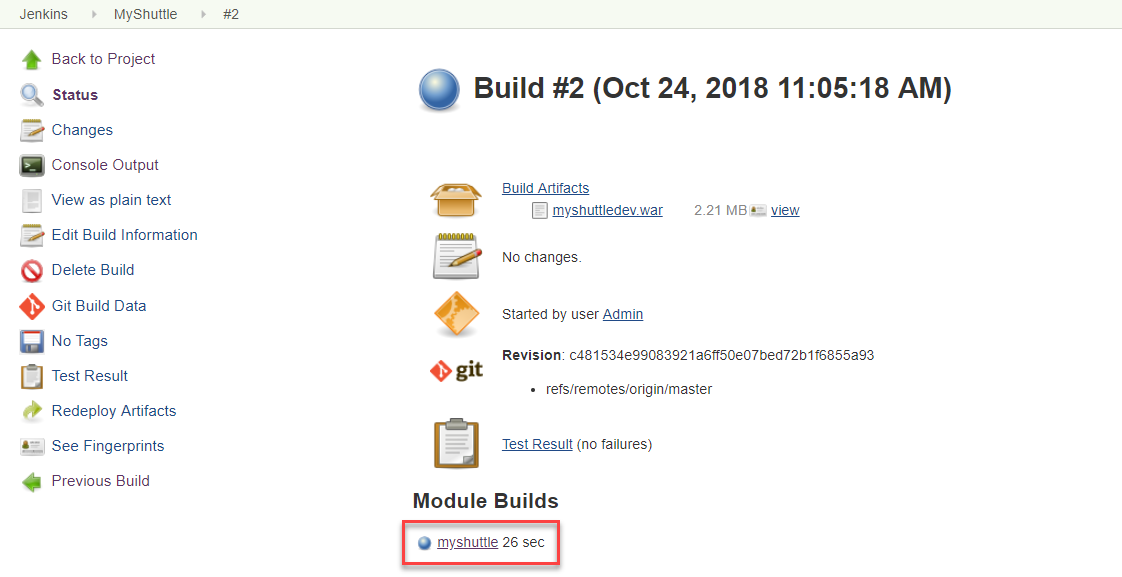 Jenkins MyShuttle #2
Back to Project
Status
Changes
Console Output
View as plain text
Edit Build Information
Delete Build
Git Build Data
No Tags
Test Result
Redeploy Artifacts
See Fingerprints
Previous Build
Build #2 (Oct 24, 2018 11:05:18 AM)
Build Artifacts
myshuttledev.war 2.21 MB view
No changes.
Started by user Admin
git
Revision: c481534e99083921a6ff50e07bed72b1f6855a93
refs/remotes/origin/master
Test Result (no failures)
Module Builds
myshuttle 26 sec